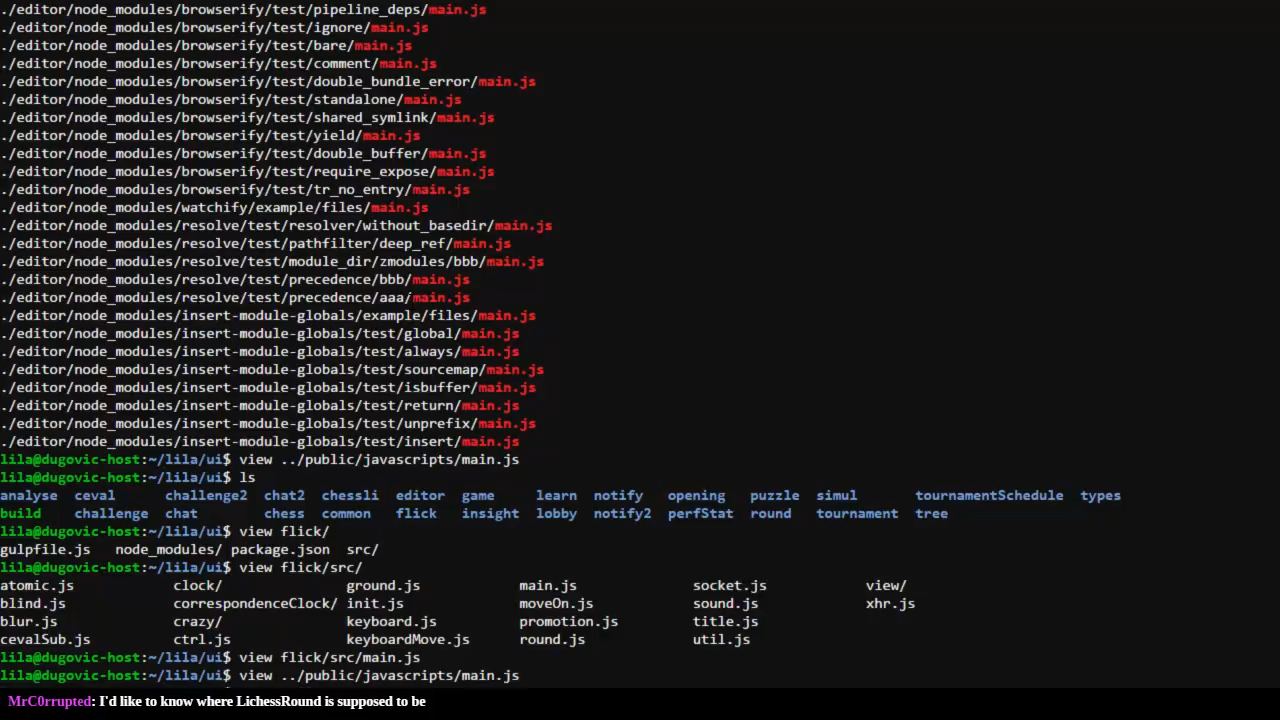 ./editor/node_modules/browserify/test/pipeline_deps/main.js
./editor/node_modules/browserify/test/ignore/main.js
./editor/node_modules/browserify/test/bare/main.js
./editor/node_modules/browserify/test/comment/main.js
./editor/node_modules/browserify/test/double_bundle_error/main.js
./editor/node_modules/browserify/test/standalone/main.js
./editor/node_modules/browserify/test/shared_symlink/main.js
./editor/node_modules/browserify/test/yield/main.js
./editor/node_modules/browserify/test/double_buffer/main.js
./editor/node_modules/browserify/test/require_expose/main.js
./editor/node_modules/browserify/test/tr_no_entry/main.js
./editor/node_modules/watchify/example/files/main.js
./editor/node_modules/resolve/test/resolver/without_basedir/main.js
./editor/node_modules/resolve/test/pathfilter/deep_ref/main.js
./editor/node_modules/resolve/test/module_dir/zmodules/bbb/main.js
./editor/node_modules/resolve/test/precedence/bbb/main.js
./editor/node_modules/resolve/test/precedence/aaa/main.js
./editor/node_modules/insert-module-globals/example/files/main.js
./editor/node_modules/insert-module-globals/test/global/main.js
./editor/node_modules/insert-module-globals/test/always/main.js
./editor/node_modules/insert-module-globals/test/sourcemap/main.js
./editor/node_modules/insert-module-globals/test/isbuffer/main.js
./editor/node_modules/insert-module-globals/test/return/main.js
./editor/node_modules/insert-module-globals/test/unprefix/main.js
./editor/node_modules/insert-module-globals/test/insert/main.js
lila@dugovic-host:~/lila/ui$ view ../public/javascripts/main.js
lila@dugovic-host:~/lila/ui$ ls
analyse ceval challenge2 chat2 chessli editor game learn notify opening puzzle simul tournamentSchedule types
build challenge chat chess common flick insight lobby notify2 perfStat round tournament tree
lila@dugovic-host:~/lila/ui$ view flick/
gulpfile.js node_modules/ package.json src/
lila@dugovic-host:~/lila/ui$ view flick/src/
atomic.js clock/ ground.js main.js socket.js view/
blind.js correspondenceClock/ init.js moveOn.js sound.js xhr.js
blur.js crazy/ keyboard.js promotion.js title.js
cevalSub.js ctrl.js keyboardMove.js round.js util.js
lila@dugovic-host:~/lila/ui$ view flick/src/main.js
lila@dugovic-host:~/lila/ui$ view ../public/javascripts/main.js
MrC0rrupted: I'd like to know where LichessRound is supposed to be